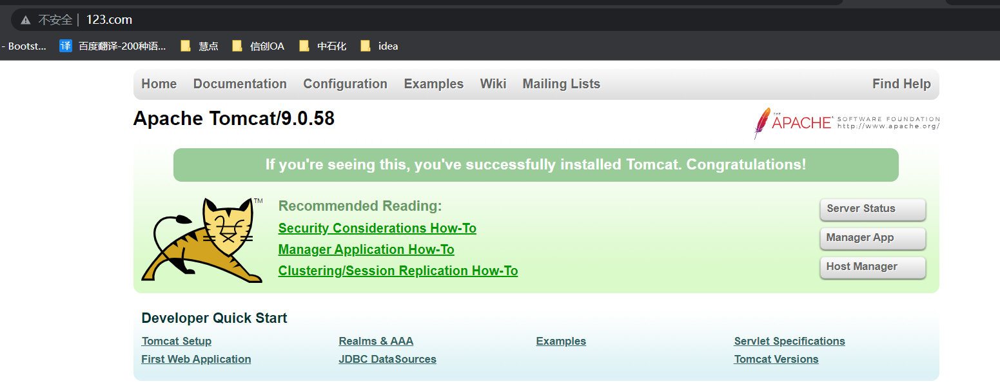 不安全 123.com
- Bootst... 译 百度翻译-200种语... 慧点 信创OA 中石化 idea
Home Documentation Configuration Examples Wiki Mailing Lists Find Help
Apache Tomcat/9.0.58
THE APACHE SOFTWARE FOUNDATION
http://www.apache.org/
If you're seeing this, you've successfully installed Tomcat. Congratulations!
TM
Recommended Reading:
Security Considerations How-To
Manager Application How-To
Clustering/Session Replication How-To
Server Status
Manager App
Host Manager
Developer Quick Start
Tomcat Setup Realms & AAA Examples Servlet Specifications
First Web Application JDBC DataSources Tomcat Versions